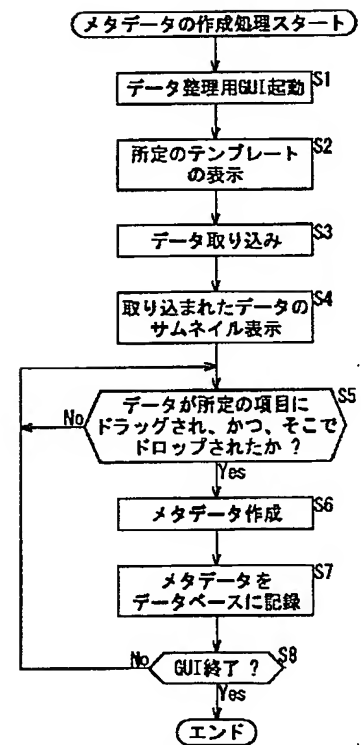 メタデータの作成処理スタート
S1
データ整理用GUI起動
S2
所定のテンプレート
の表示
S3
データ取り込み
S4
取り込まれたデータの
サムネイル表示
S5
データが所定の項目に
No
ドラッグされ、かつ、そこで
ドロップされたか ?
Yes
S6
メタデータ作成
S7
メタデータを
データベースに記録
No
S8
GUI終了 ?
Yes
エンド